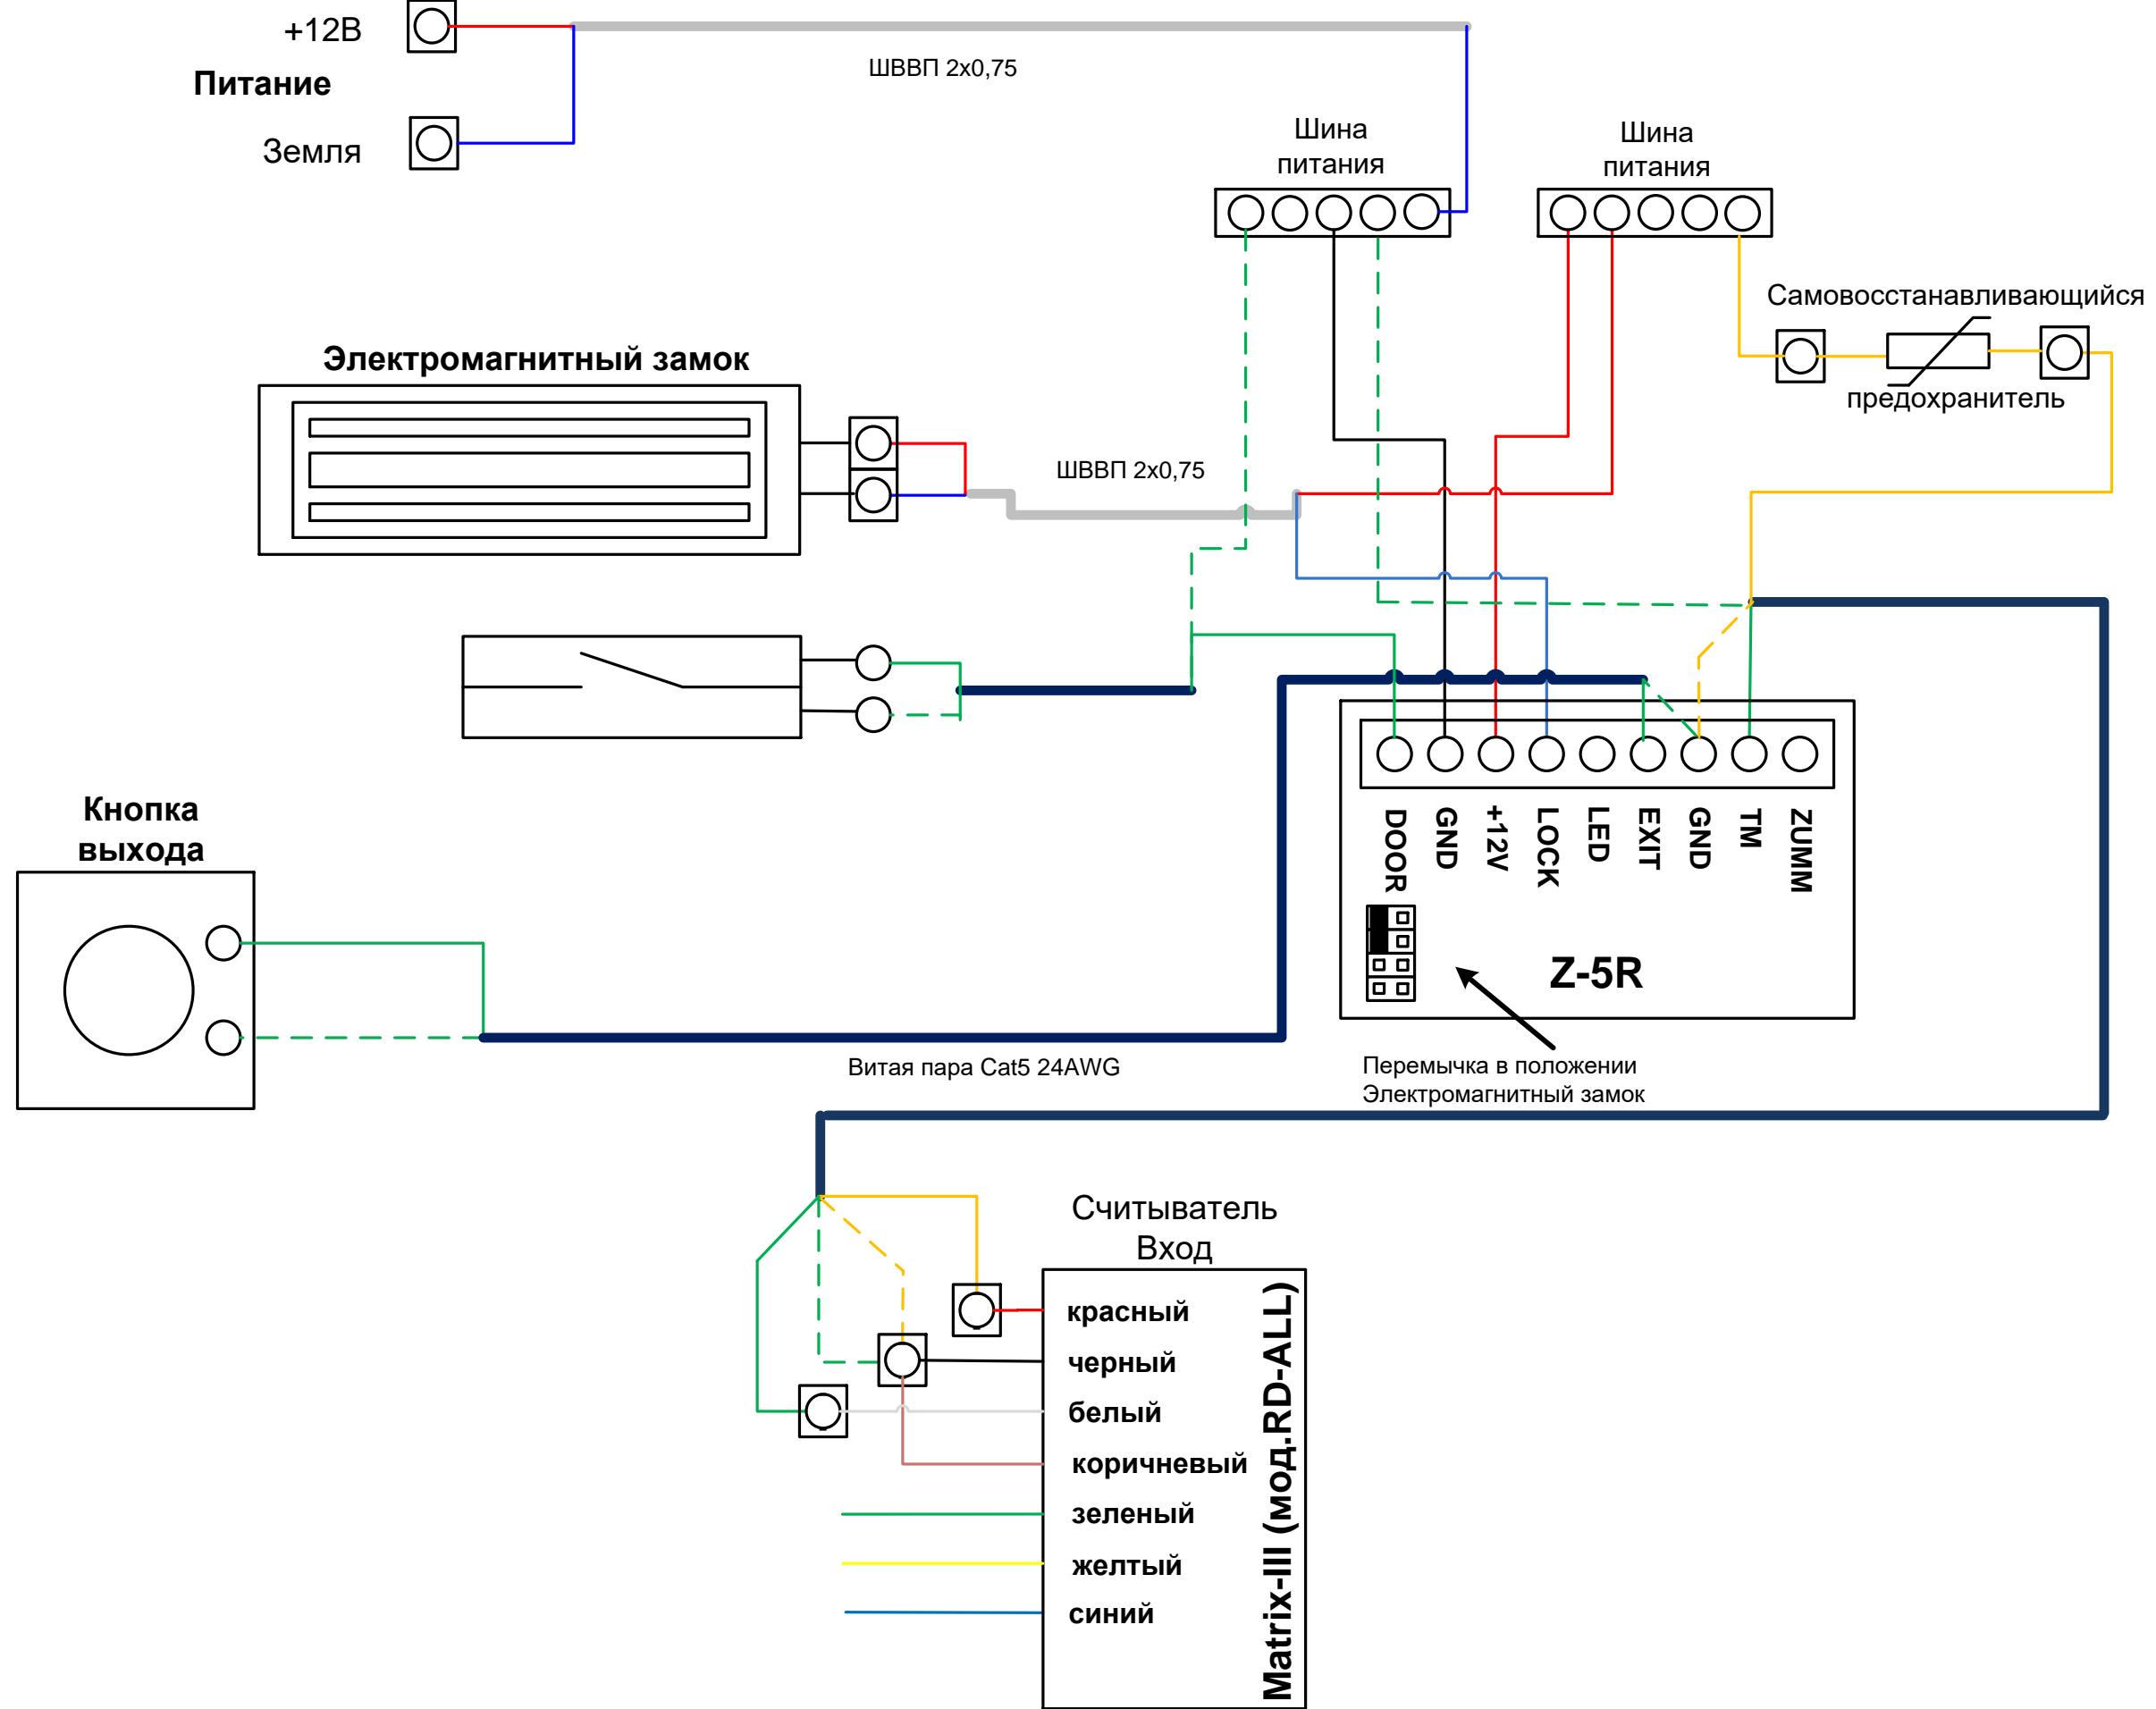 +12В
Питание
Земля
ШВВП 2х0,75
Шина
питания
Шина
питания
Самовосстанавливающийся
предохранитель
Электромагнитный замок
ШВВП 2х0,75
Кнопка
выхода
DOOR
GND
+12V
LOCK
LED
EXIT
GND
TM
ZUMM
Z-5R
Перемычка в положении
Электромагнитный замок
Витая пара Cat5 24AWG
Считыватель
Вход
красный
черный
белый
коричневый
зеленый
желтый
синий
Matrix-III (мод.RD-ALL)